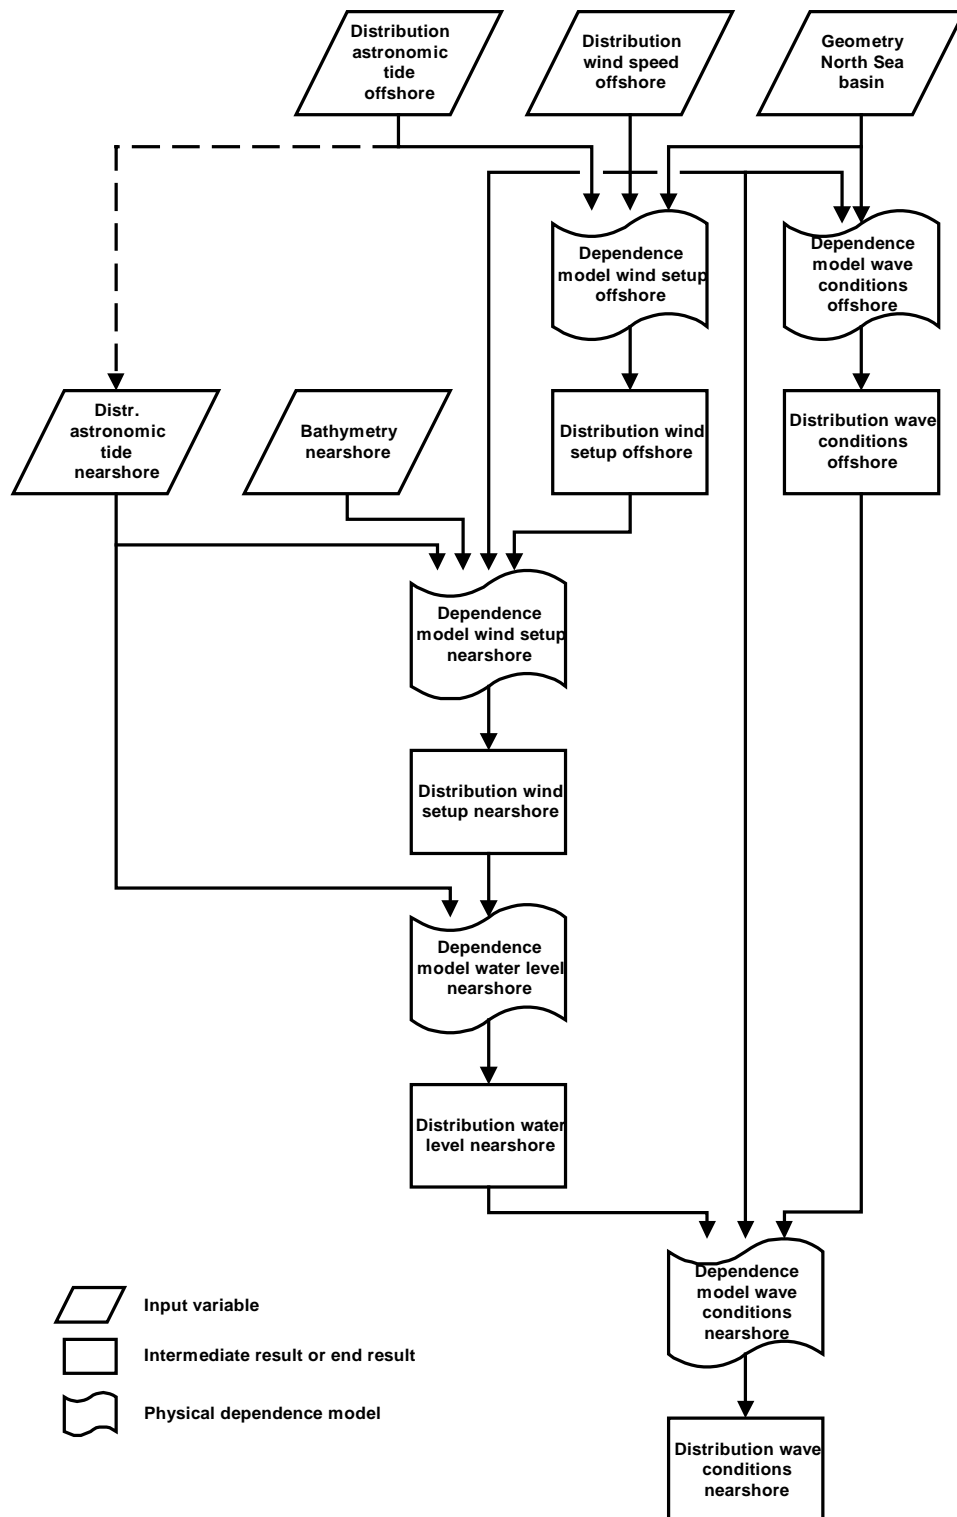 Distribution
astronomic
tide
offshore
Distribution
wind speed
offshore
Geometry
North Sea
basin
Dependence
model wind setup
offshore
Dependence
model wave
conditions
offshore
Distr.
astronomic
tide
nearshore
Bathymetry
nearshore
Distribution wind
setup offshore
Distribution wave
conditions
offshore
Dependence
model wind setup
nearshore
Distribution wind
setup nearshore
Dependence
model water level
nearshore
Distribution water
level nearshore
Dependence
model wave
conditions
nearshore
Input variable
Intermediate result or end result
Physical dependence model
Distribution wave
conditions
nearshore